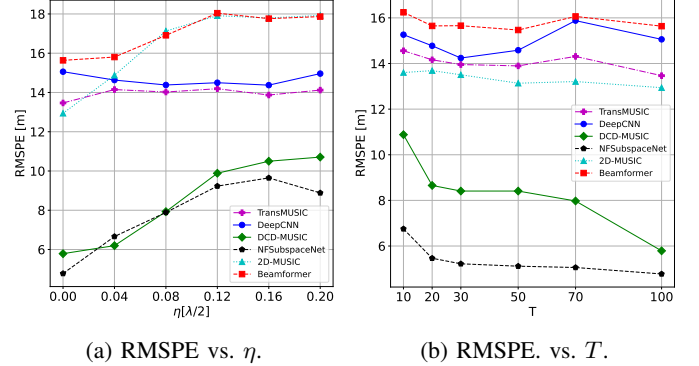 18
16
14
12
10
8
6
RMSPE [m]
0.00 0.04 0.08 0.12 0.16 0.20
η[λ/2]
TransMUSIC
DeepCNN
DCD-MUSIC
NFSubspaceNet
2D-MUSIC
Beamformer
(a) RMSPE vs. η.
16
14
12
10
8
6
RMSPE [m]
10 20 30 50 70 100
T
TransMUSIC
DeepCNN
DCD-MUSIC
NFSubspaceNet
2D-MUSIC
Beamformer
(b) RMSPE. vs. T.